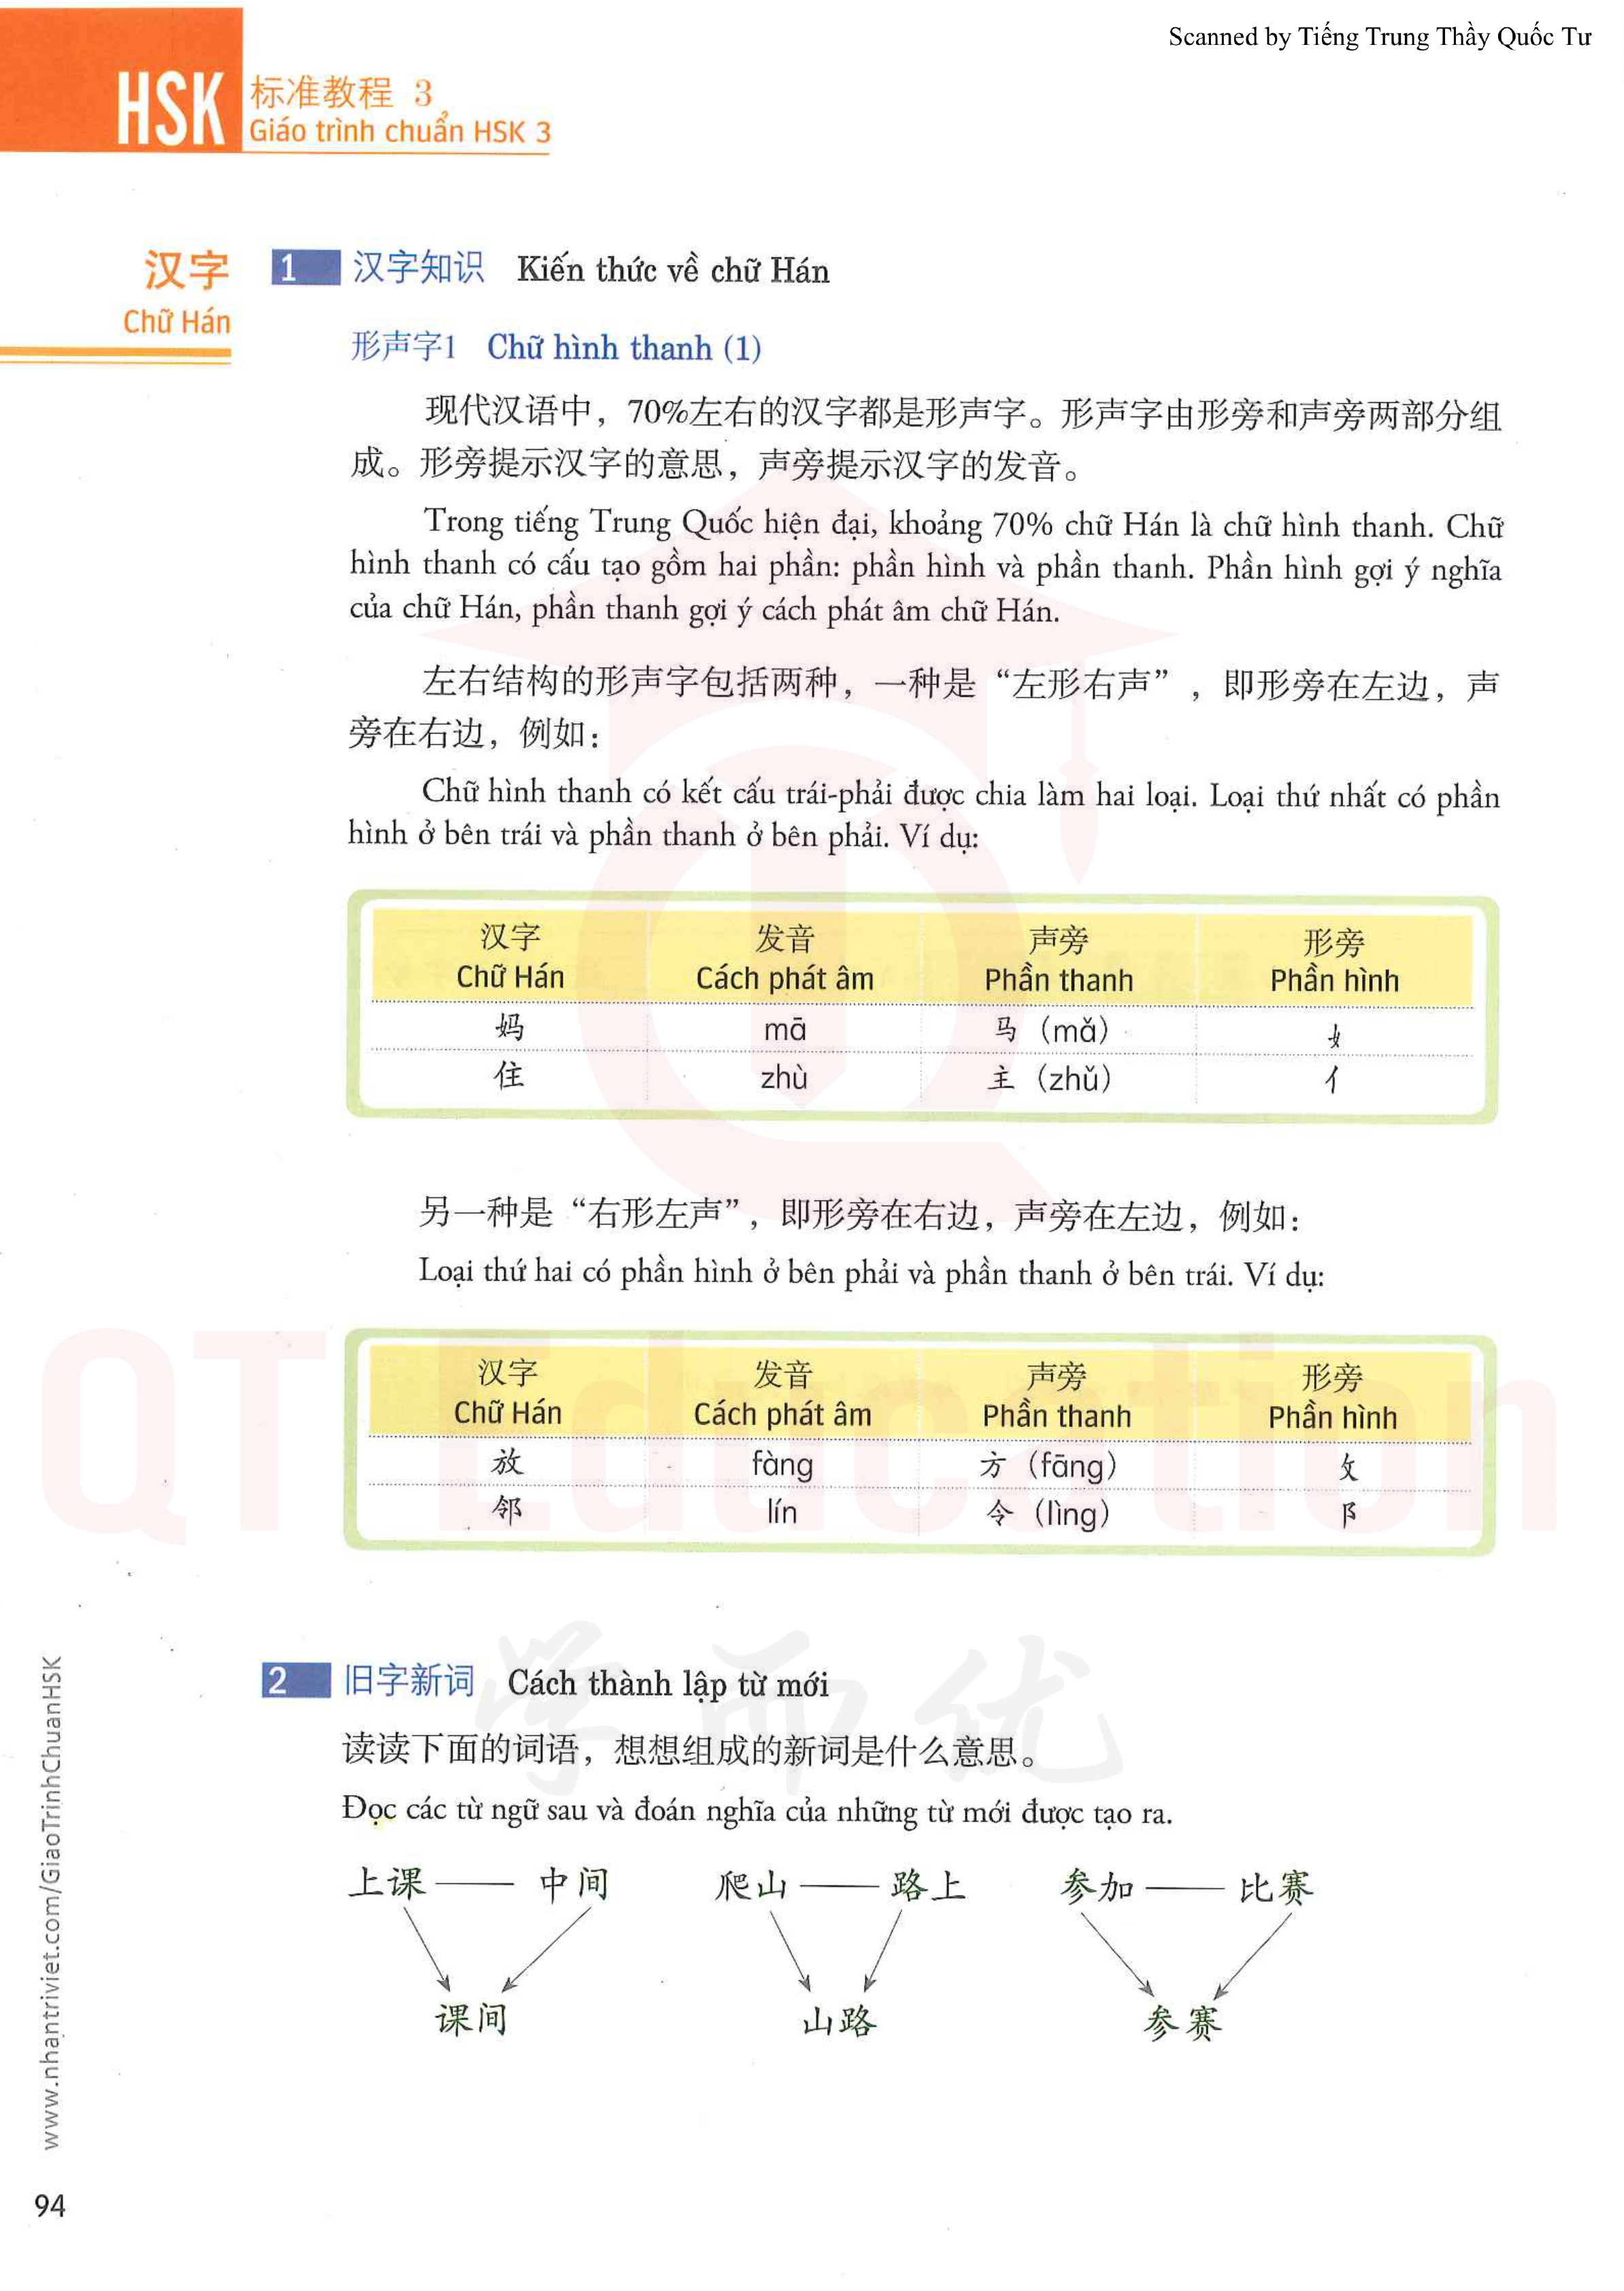 Scanned by Tiếng Trung Thầy Quốc Tư
HSK 标准教程 3
Giáo trình chuẩn HSK 3
汉字
Chữ Hán
1 汉字知识 Kiến thức về chữ Hán
形声字1 Chữ hình thanh (1)
现代汉语中，70%左右的汉字都是形声字。形声字由形旁和声旁两部分组
成。形旁提示汉字的意思，声旁提示汉字的发音。
Trong tiếng Trung Quốc hiện đại, khoảng 70% chữ Hán là chữ hình thanh. Chữ
hình thanh có cấu tạo gồm hai phần: phần hình và phần thanh. Phần hình gợi ý nghĩa
của chữ Hán, phần thanh gợi ý cách phát âm chữ Hán.
左右结构的形声字包括两种，一种是“左形右声”，即形旁在左边，声
旁在右边，例如：
Chữ hình thanh có kết cấu trái-phải được chia làm hai loại. Loại thứ nhất có phần
hình ở bên trái và phần thanh ở bên phải. Ví dụ:
汉字 发音 声旁 形旁
Chữ Hán Cách phát âm Phần thanh Phần hình
妈 mā 马（mǎ） 女
住 zhù 主（zhǔ） 亻
另一种是“右形左声”，即形旁在右边，声旁在左边，例如：
Loại thứ hai có phần hình ở bên phải và phần thanh ở bên trái. Ví dụ:
汉字 发音 声旁 形旁
Chữ Hán Cách phát âm Phần thanh Phần hình
放 fàng 方（fāng） 攵
邻 lín 令（lìng） 阝
QT Education
学而优
2 旧字新词 Cách thành lập từ mới
读读下面的词语，想想组成的新词是什么意思。
Đọc các từ ngữ sau và đoán nghĩa của những từ mới được tạo ra.
上课 中间 爬山 路上 参加 比赛
课间 山路 参赛
www.nhantriviet.com/GiaoTrinhChuanHSK
94